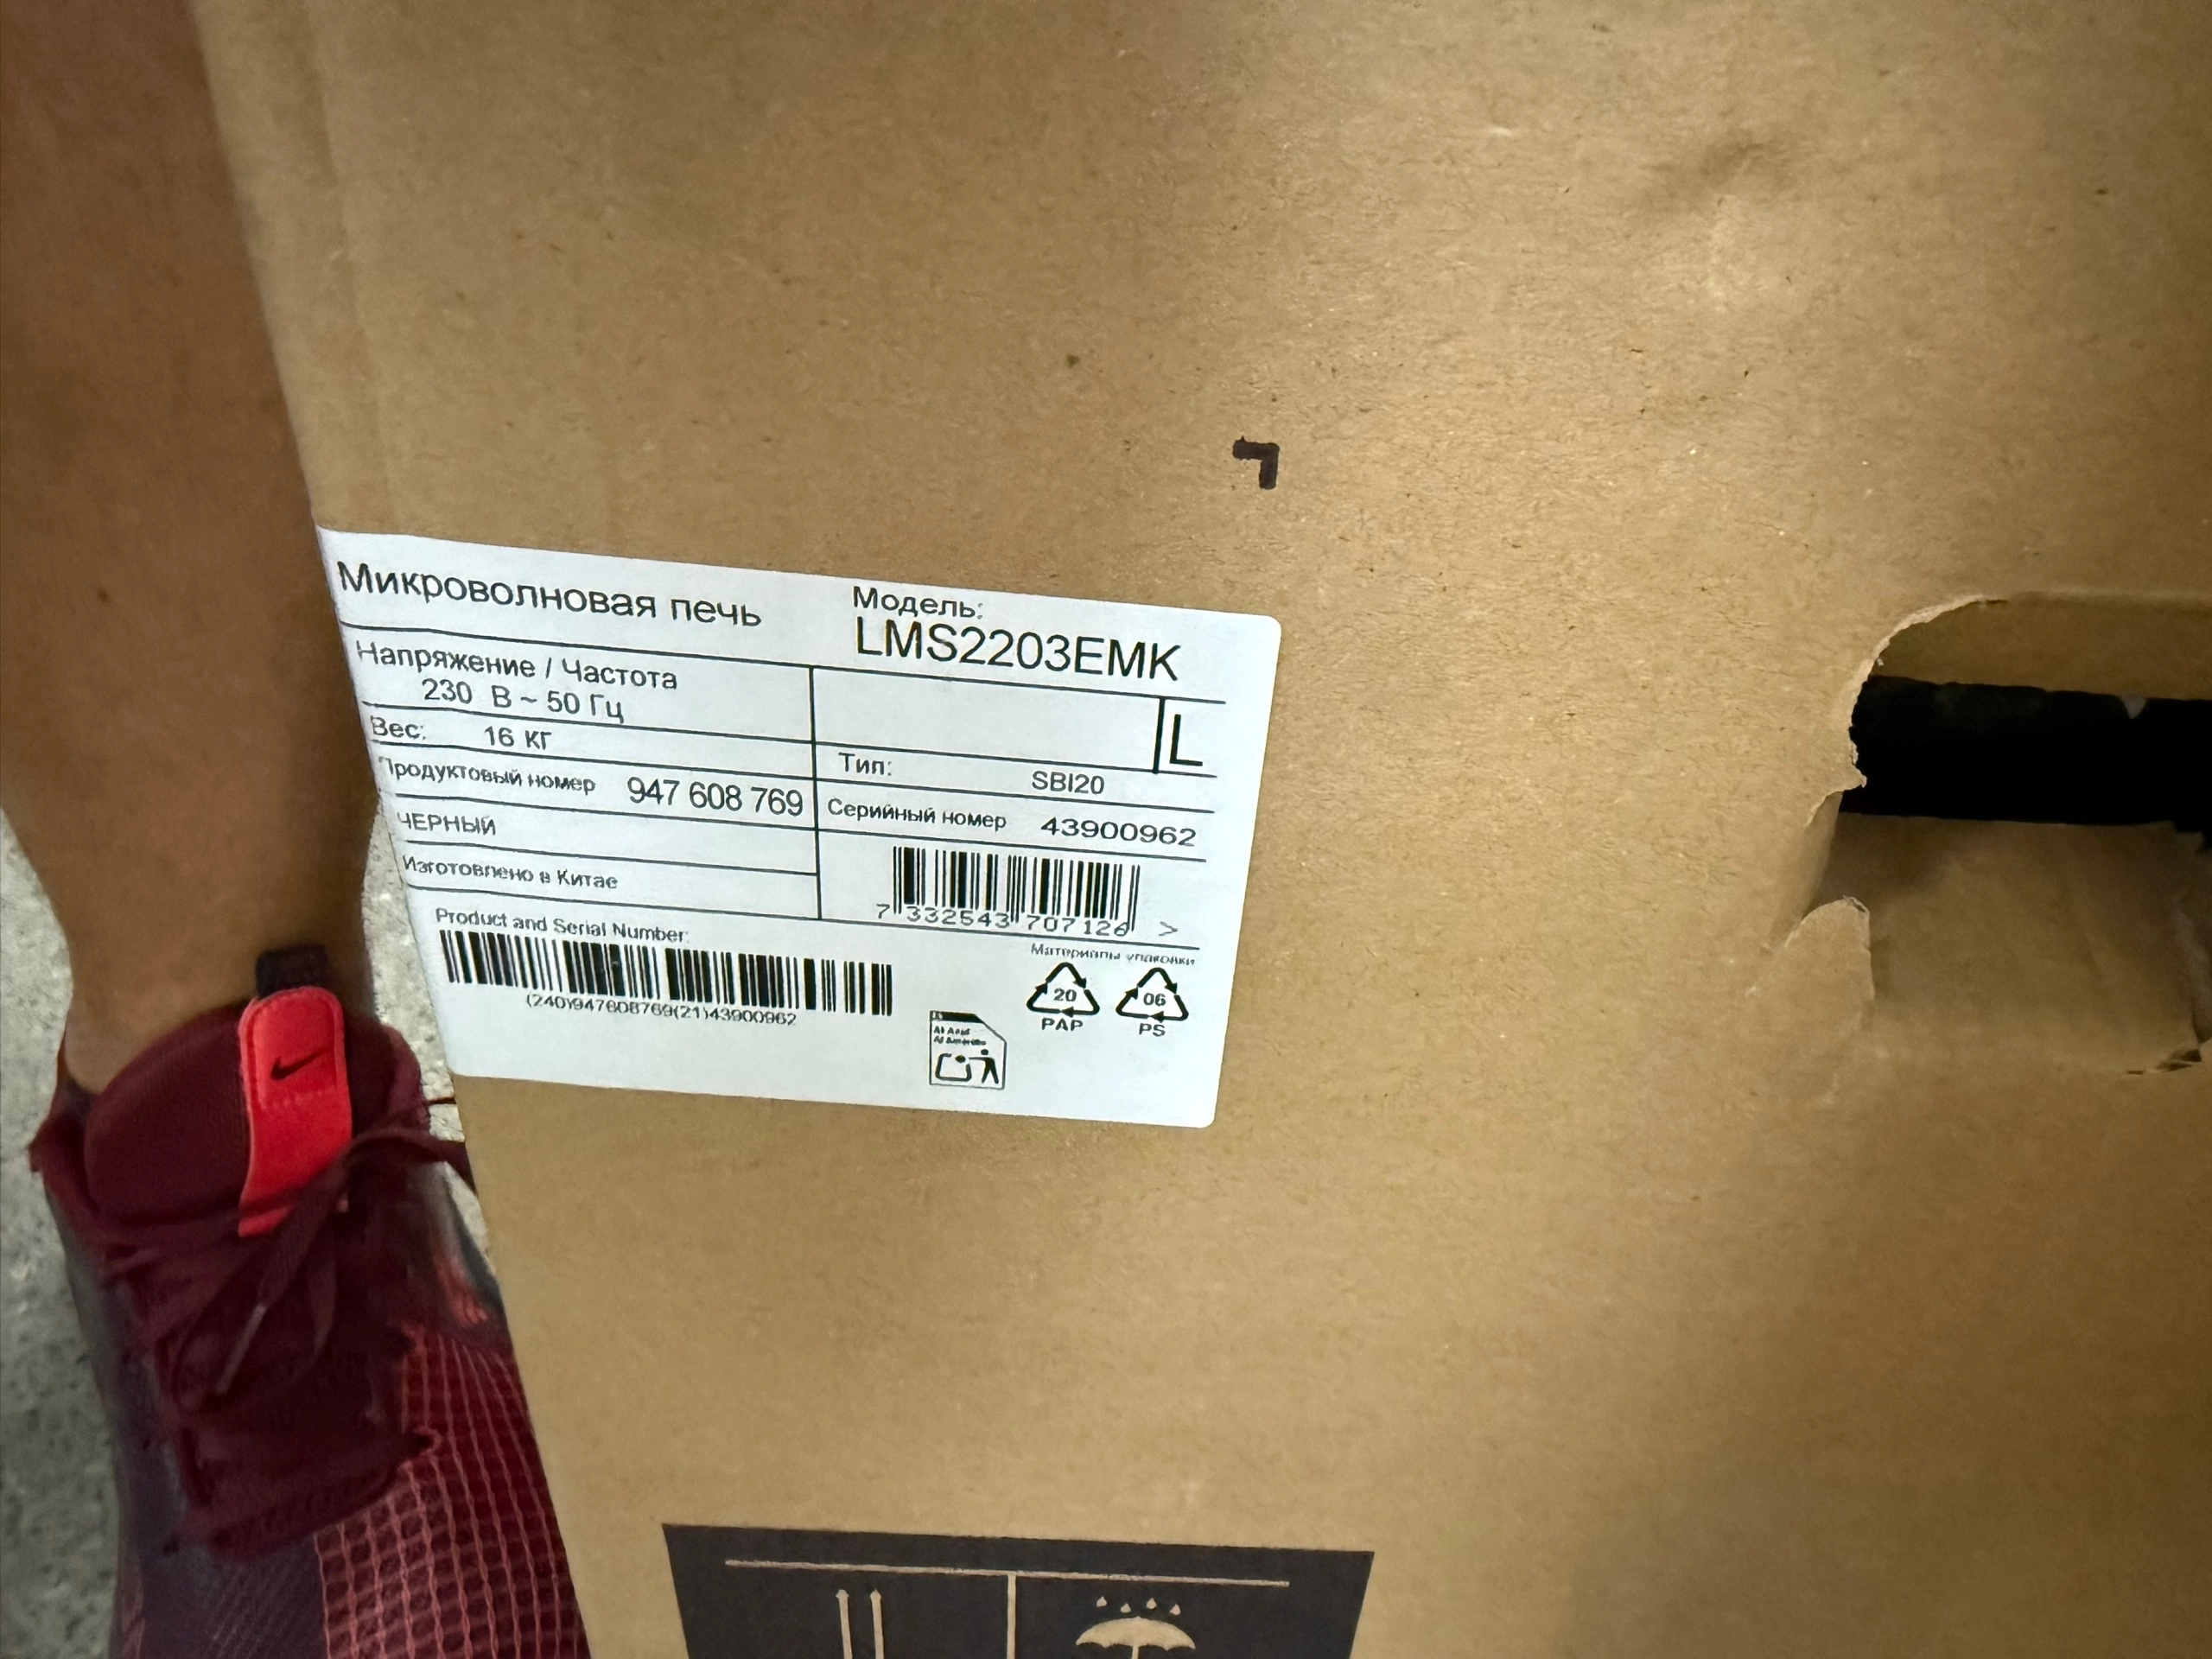 Микроволновая печь
Модель:
LMS2203EMK
Напряжение / Частота
230 В ~ 50 Гц
L
Вес: 16 кг
Тип: SBI20
Продуктовый номер 947 608 769
Серийный номер 43900962
ЧЕРНЫЙ
Изготовлено в Китае
7 332543 707126 >
Product and Serial Number:
(240)947608769(21)43900962
Материалы упаковки
20
PAP
06
PS